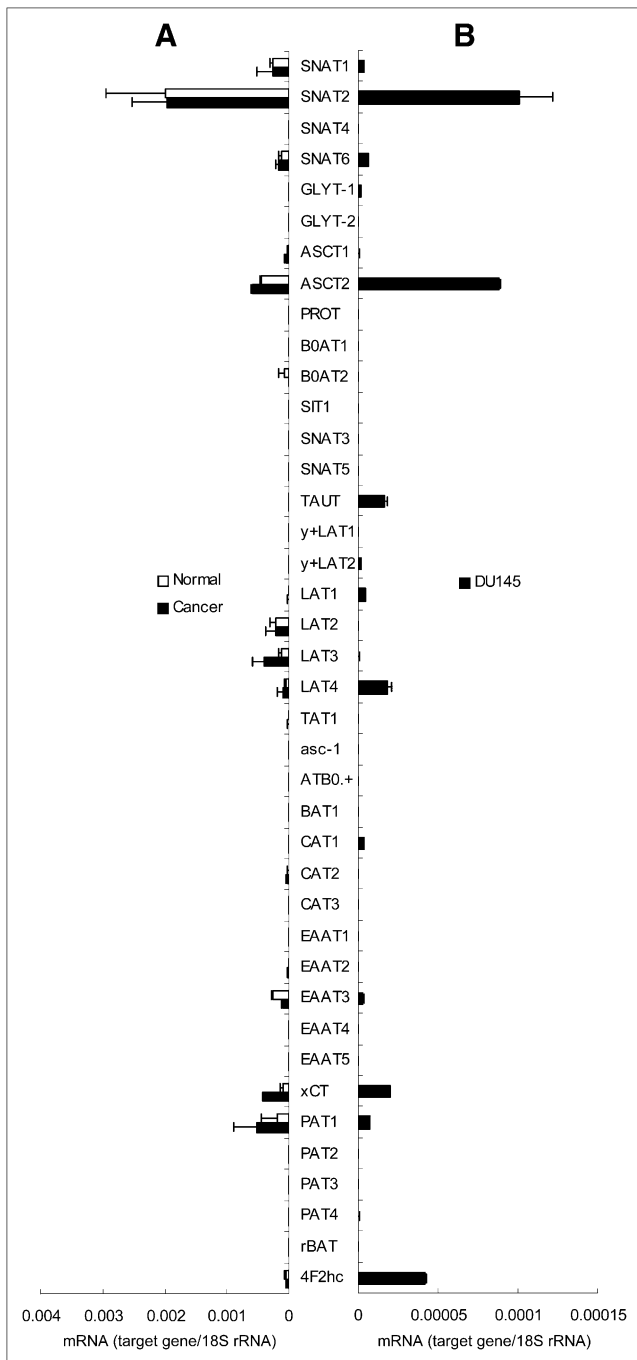 A B
SNAT1
SNAT2
SNAT4
SNAT6
GLYT-1
GLYT-2
ASCT1
ASCT2
PROT
B0AT1
B0AT2
SIT1
SNAT3
SNAT5
TAUT
y+LAT1
y+LAT2
Normal
Cancer
DU145
LAT1
LAT2
LAT3
LAT4
TAT1
asc-1
ATB0.+
BAT1
CAT1
CAT2
CAT3
EAAT1
EAAT2
EAAT3
EAAT4
EAAT5
xCT
PAT1
PAT2
PAT3
PAT4
rBAT
4F2hc
0.004 0.003 0.002 0.001 0 0 0.00005 0.0001 0.00015
mRNA (target gene/18S rRNA) mRNA (target gene/18S rRNA)